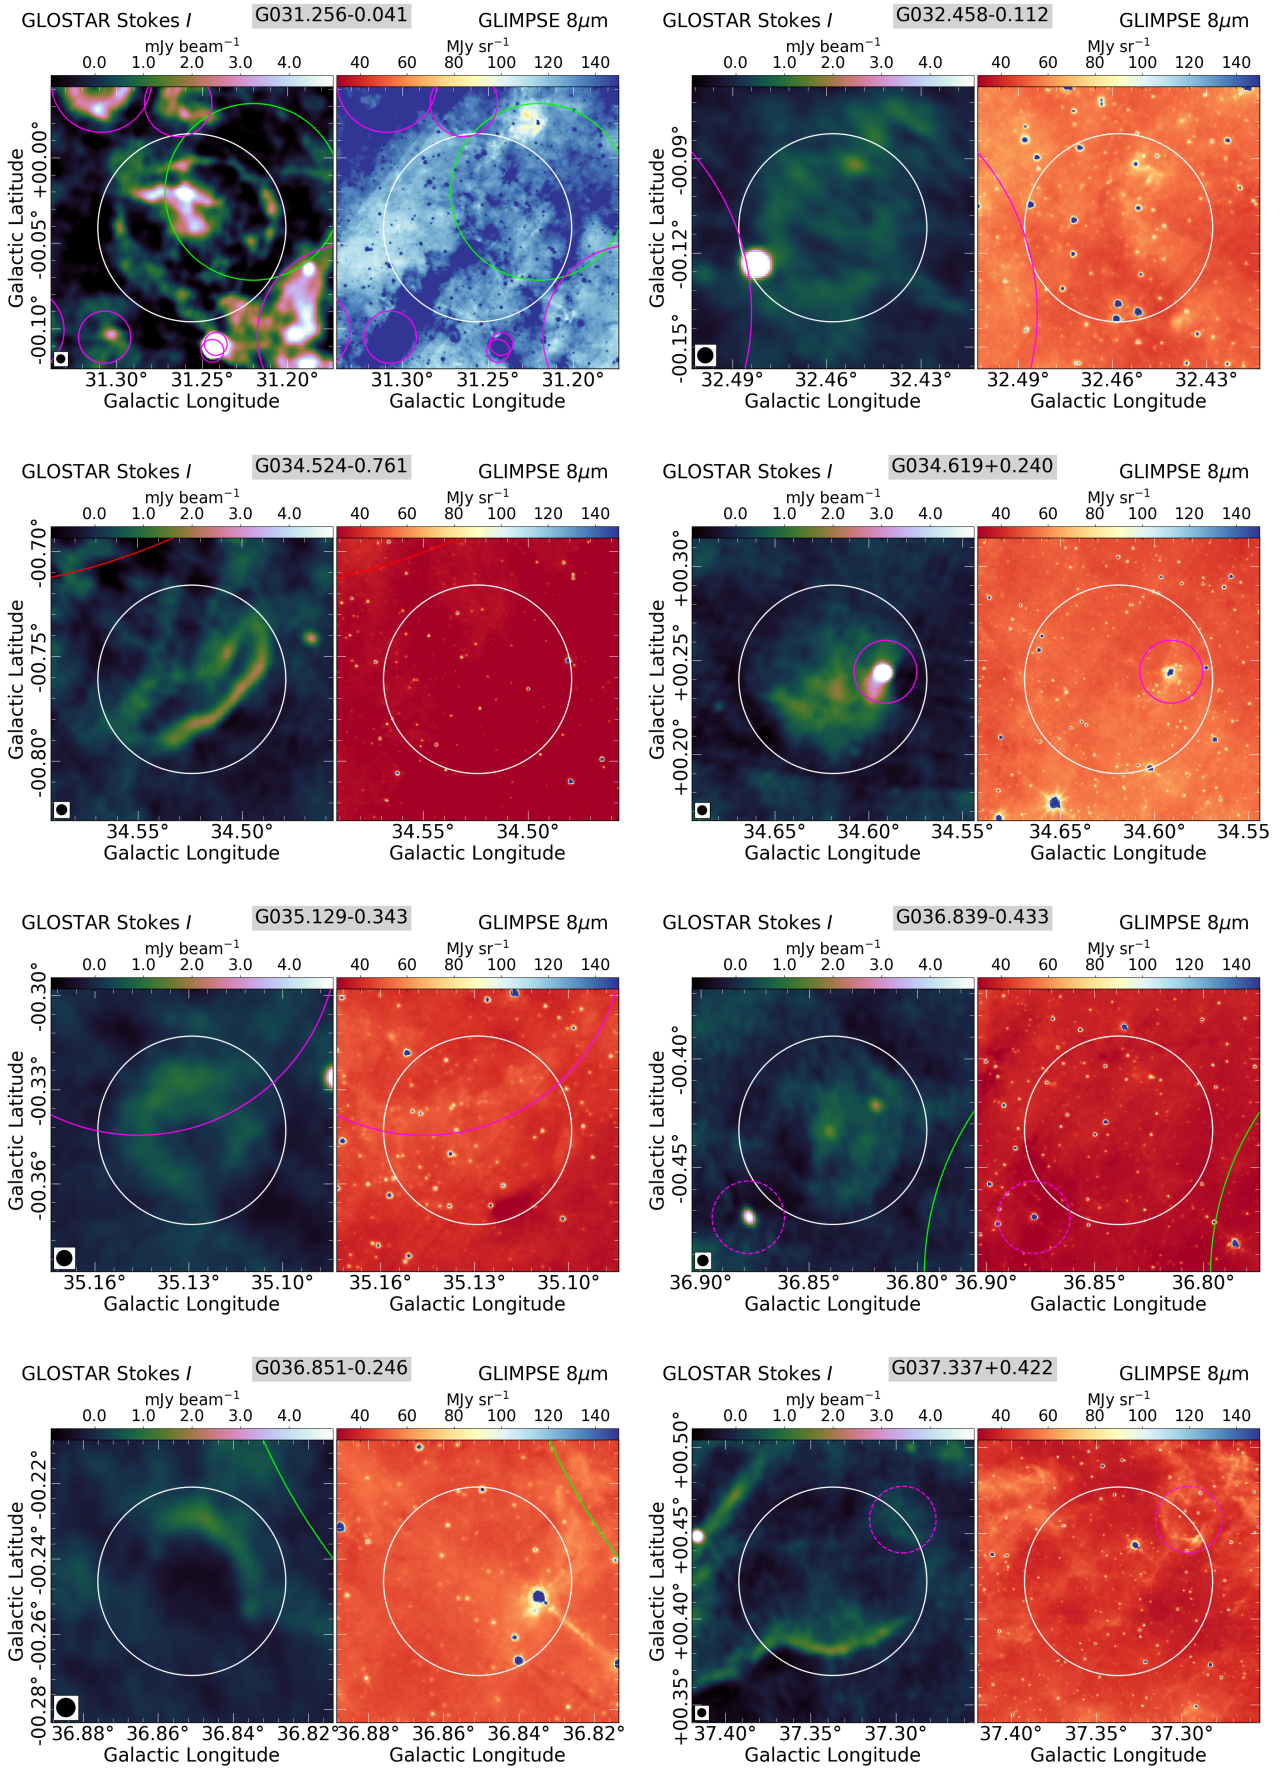 GLOSTAR Stokes I G031.256-0.041 GLIMPSE 8μm
mJy beam⁻¹ MJy sr⁻¹
0.0 1.0 2.0 3.0 4.0 40 60 80 100 120 140
Galactic Latitude
+00.00° -00.05° -00.10°
31.30° 31.25° 31.20° 31.30° 31.25° 31.20°
Galactic Longitude Galactic Longitude
GLOSTAR Stokes I G032.458-0.112 GLIMPSE 8μm
mJy beam⁻¹ MJy sr⁻¹
0.0 1.0 2.0 3.0 4.0 40 60 80 100 120 140
Galactic Latitude
-00.09° -00.12° -00.15°
32.49° 32.46° 32.43° 32.49° 32.46° 32.43°
Galactic Longitude Galactic Longitude
GLOSTAR Stokes I G034.524-0.761 GLIMPSE 8μm
mJy beam⁻¹ MJy sr⁻¹
0.0 1.0 2.0 3.0 4.0 40 60 80 100 120 140
Galactic Latitude
-00.70° -00.75° -00.80°
34.55° 34.50° 34.55° 34.50°
Galactic Longitude Galactic Longitude
GLOSTAR Stokes I G034.619+0.240 GLIMPSE 8μm
mJy beam⁻¹ MJy sr⁻¹
0.0 1.0 2.0 3.0 4.0 40 60 80 100 120 140
Galactic Latitude
+00.30° +00.25° +00.20°
34.65° 34.60° 34.55° 34.65° 34.60° 34.55°
Galactic Longitude Galactic Longitude
GLOSTAR Stokes I G035.129-0.343 GLIMPSE 8μm
mJy beam⁻¹ MJy sr⁻¹
0.0 1.0 2.0 3.0 4.0 40 60 80 100 120 140
Galactic Latitude
-00.30° -00.33° -00.36°
35.16° 35.13° 35.10° 35.16° 35.13° 35.10°
Galactic Longitude Galactic Longitude
GLOSTAR Stokes I G036.839-0.433 GLIMPSE 8μm
mJy beam⁻¹ MJy sr⁻¹
0.0 1.0 2.0 3.0 4.0 40 60 80 100 120 140
Galactic Latitude
-00.40° -00.45°
36.90° 36.85° 36.80° 36.90° 36.85° 36.80°
Galactic Longitude Galactic Longitude
GLOSTAR Stokes I G036.851-0.246 GLIMPSE 8μm
mJy beam⁻¹ MJy sr⁻¹
0.0 1.0 2.0 3.0 4.0 40 60 80 100 120 140
Galactic Latitude
-00.22° -00.24° -00.26° -00.28°
36.88° 36.86° 36.84° 36.82° 36.88° 36.86° 36.84° 36.82°
Galactic Longitude Galactic Longitude
GLOSTAR Stokes I G037.337+0.422 GLIMPSE 8μm
mJy beam⁻¹ MJy sr⁻¹
0.0 1.0 2.0 3.0 4.0 40 60 80 100 120 140
Galactic Latitude
+00.50° +00.45° +00.40° +00.35°
37.40° 37.35° 37.30° 37.40° 37.35° 37.30°
Galactic Longitude Galactic Longitude